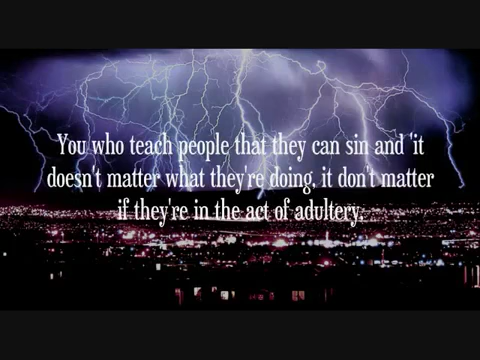 You who teach people that they can sin and 'it
doesn't matter what they're doing, it don't matter
if they're in the act of adultery.